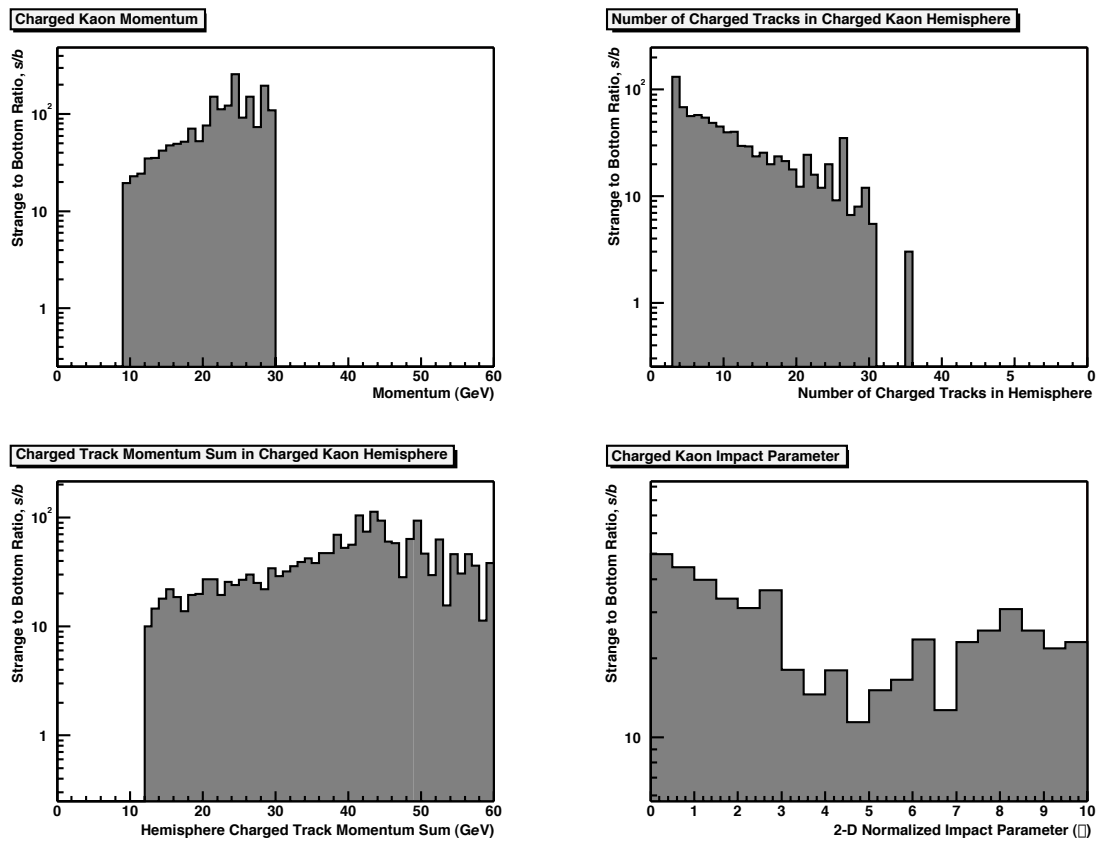 Charged Kaon Momentum
Strange to Bottom Ratio, s/b
10²
10
1
0 10 20 30 40 50 60
Momentum (GeV)
Number of Charged Tracks in Charged Kaon Hemisphere
Strange to Bottom Ratio, s/b
10²
10
1
0 10 20 30 40 5 0
Number of Charged Tracks in Hemisphere
Charged Track Momentum Sum in Charged Kaon Hemisphere
Strange to Bottom Ratio, s/b
10²
10
1
0 10 20 30 40 50 60
Hemisphere Charged Track Momentum Sum (GeV)
Charged Kaon Impact Parameter
Strange to Bottom Ratio, s/b
10
0 1 2 3 4 5 6 7 8 9 10
2-D Normalized Impact Parameter (▯)